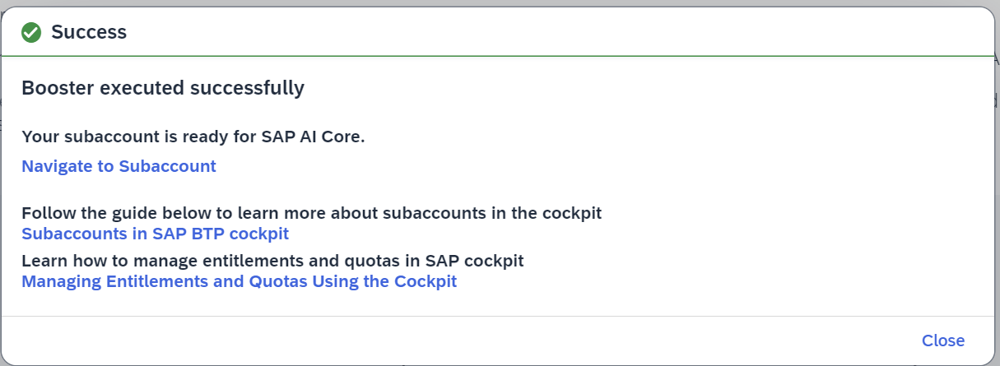 Success
Booster executed successfully
Your subaccount is ready for SAP AI Core.
Navigate to Subaccount
Follow the guide below to learn more about subaccounts in the cockpit
Subaccounts in SAP BTP cockpit
Learn how to manage entitlements and quotas in SAP cockpit
Managing Entitlements and Quotas Using the Cockpit
Close